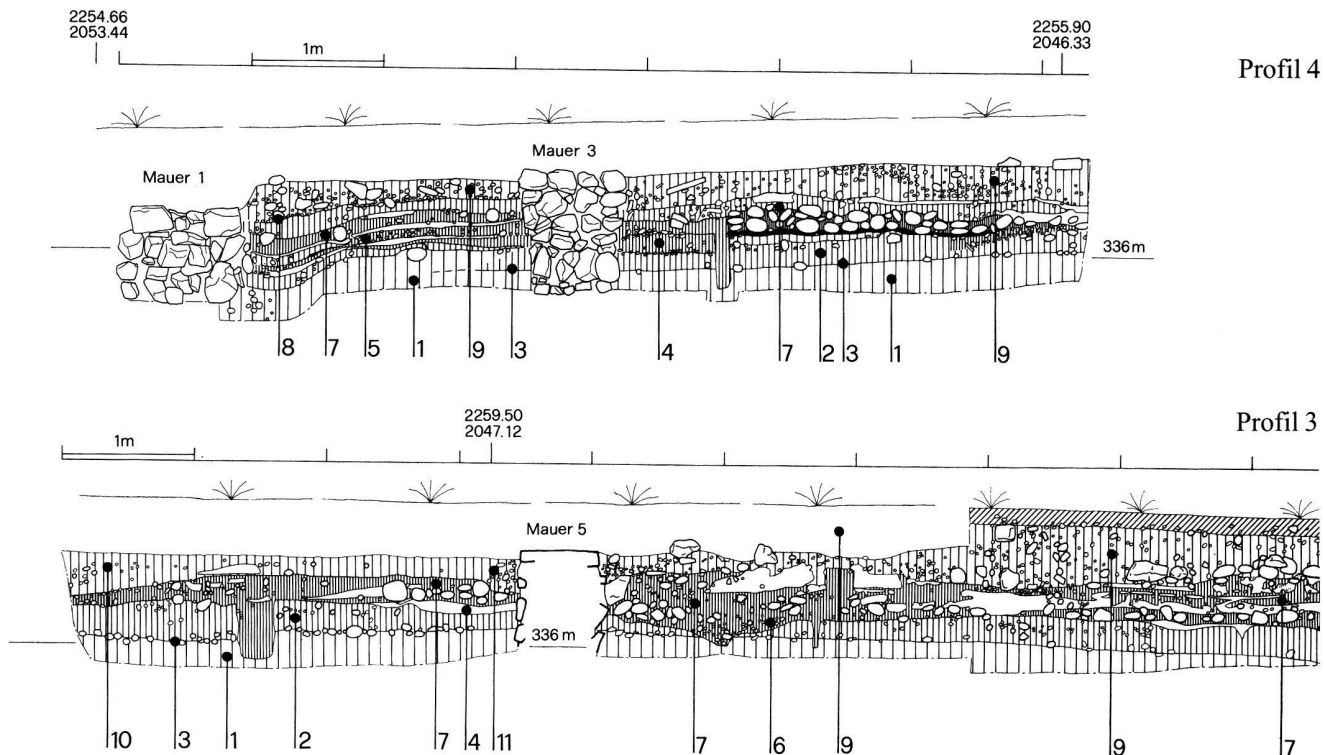 2254.66
2053.44
2255.90
2046.33
1m
Profil 4
Mauer 3
Mauer 1
336 m
8 7 5 1 9 3 4 7 2 3 1 9
2259.50
2047.12
Profil 3
1m
Mauer 5
336 m
10 3 1 2 7 4 11 7 6 9 9 7